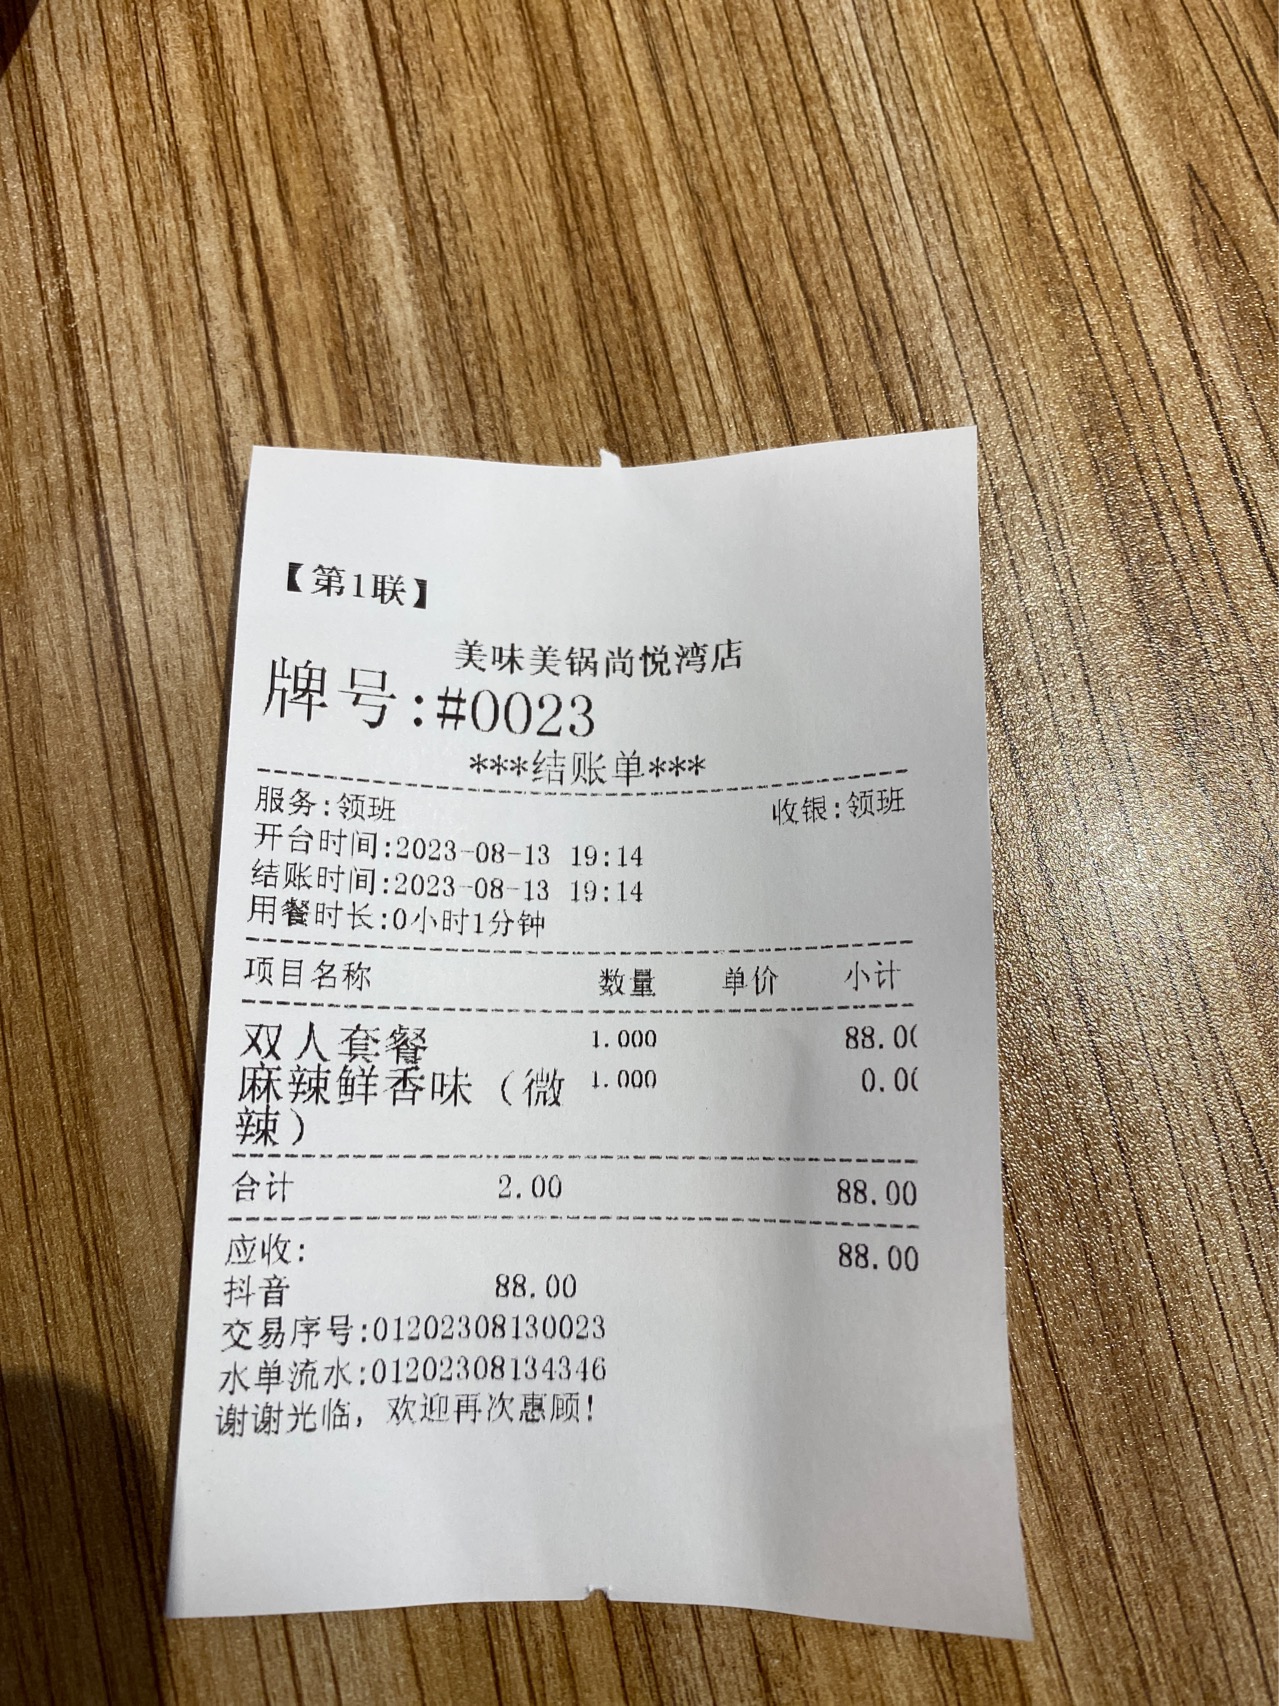 【第1联】
美味美锅尚悦湾店
牌号:#0023
***结账单***
服务:领班 收银:领班
开台时间:2023-08-13 19:14
结账时间:2023-08-13 19:14
用餐时长:0小时1分钟
项目名称 数量 单价 小计
双人套餐 1.000 88.0(
麻辣鲜香味（微 1.000 0.0(
辣）
合计 2.00 88.00
应收: 88.00
抖音 88.00
交易序号:01202308130023
水单流水:01202308134346
谢谢光临，欢迎再次惠顾!